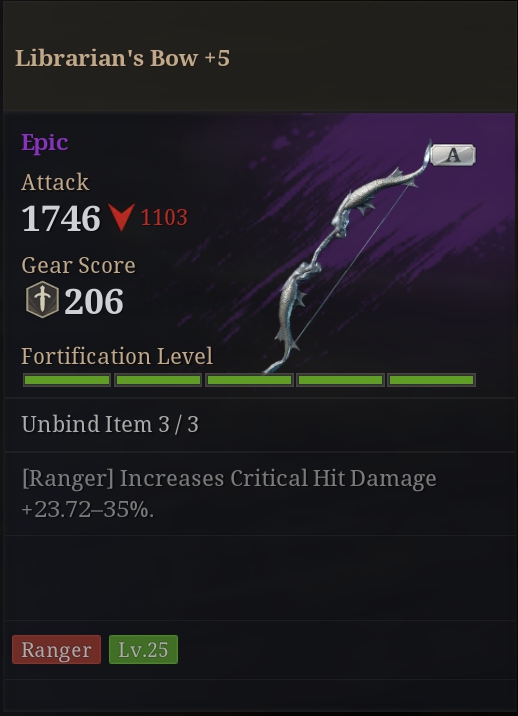 Librarian's Bow +5
Epic
A
Attack
1746 1103
Gear Score
206
Fortification Level
Unbind Item 3 / 3
[Ranger] Increases Critical Hit Damage
+23.72–35%.
Ranger Lv.25